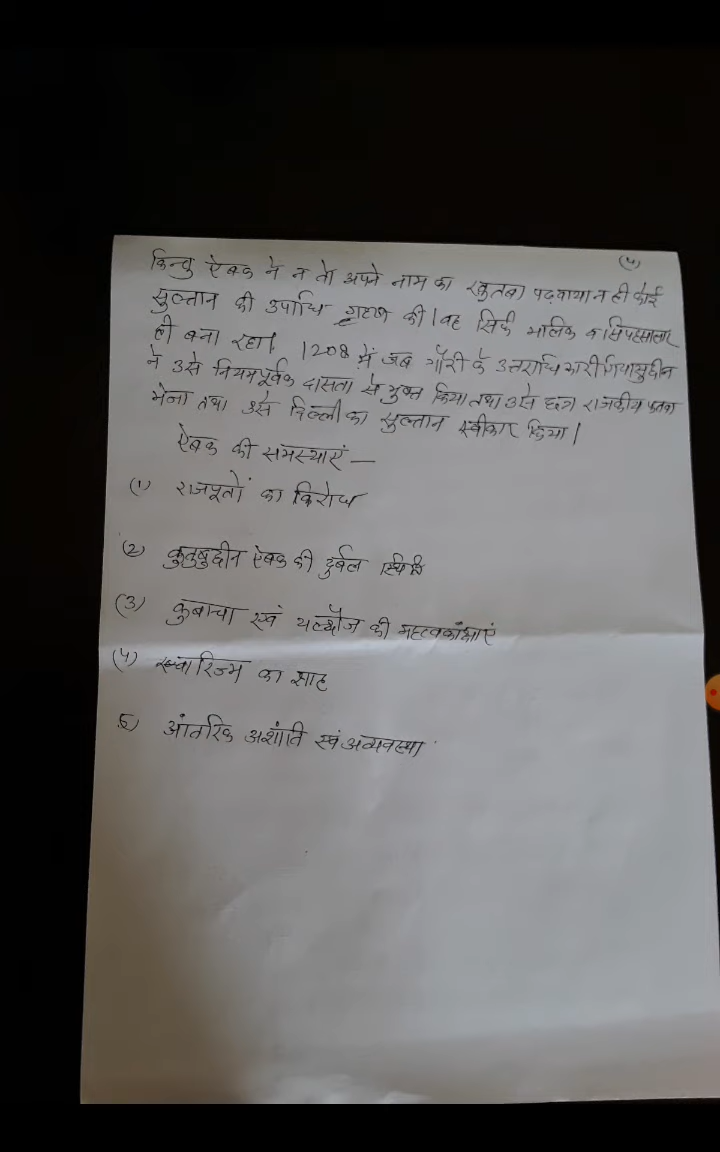 (4)
किन्तु ऐबक ने न तो अपने नाम का खुतबा पढ़वाया न ही कोई
सुल्तान की उपाधि ग्रहण की। वह सिर्फ मालिक व सिपहसालार
ही बना रहा। 1208 में जब गौरी के उत्तराधिकारी गियासुद्दीन
ने उसे नियमपूर्वक दासता से मुक्त किया तथा उसे छत्र राजकीय पताका
भेजा तथा उसे दिल्ली का सुल्तान स्वीकार किया।
ऐबक की समस्याएं —
(1) राजपूतों का विरोध
(2) कुतुबुद्दीन ऐबक की दुर्बल स्थिति
(3) कुबाचा एवं यल्दौज की महत्वकांक्षाएं
(4) ख्वारिज्म का शाह
5) आंतरिक अशांति एवं अव्यवस्था